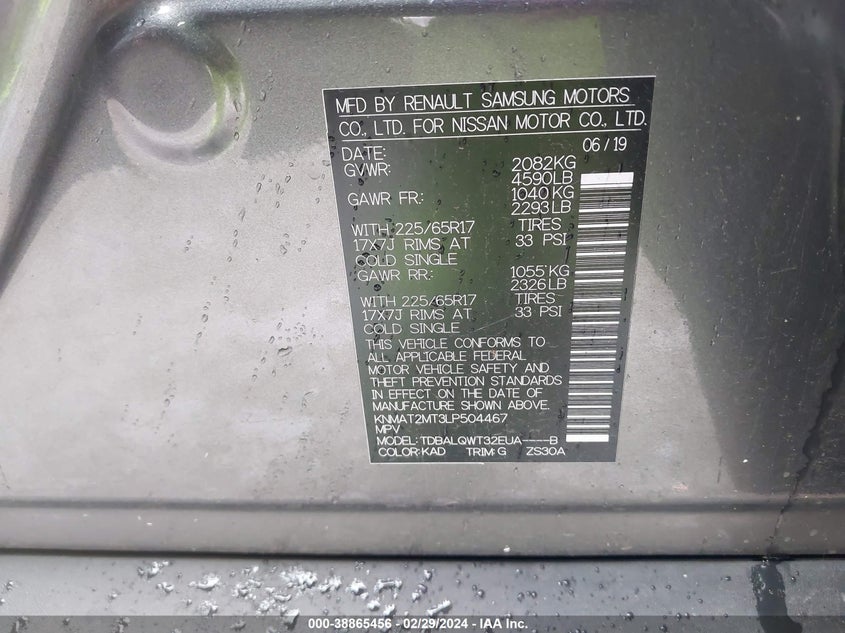 MFD BY RENAULT SAMSUNG MOTORS
CO., LTD. FOR NISSAN MOTOR CO., LTD.
DATE: 06/19
GVWR: 2082KG
4590LB
GAWR FR: 1040KG
2293LB
WITH 225/65R17 TIRES
17X7J RIMS AT 33 PSI
COLD SINGLE
GAWR RR: 1055KG
2326LB
WITH 225/65R17 TIRES
17X7J RIMS AT 33 PSI
COLD SINGLE
THIS VEHICLE CONFORMS TO
ALL APPLICABLE FEDERAL
MOTOR VEHICLE SAFETY AND
THEFT PREVENTION STANDARDS
IN EFFECT ON THE DATE OF
MANUFACTURE SHOWN ABOVE.
KNMAT2MT3LP504467
MPV
MODEL:TDBALQWT32EUA----B
COLOR:KAD TRIM:G ZS30A
000-38865456 - 02/29/2024 - IAA Inc.